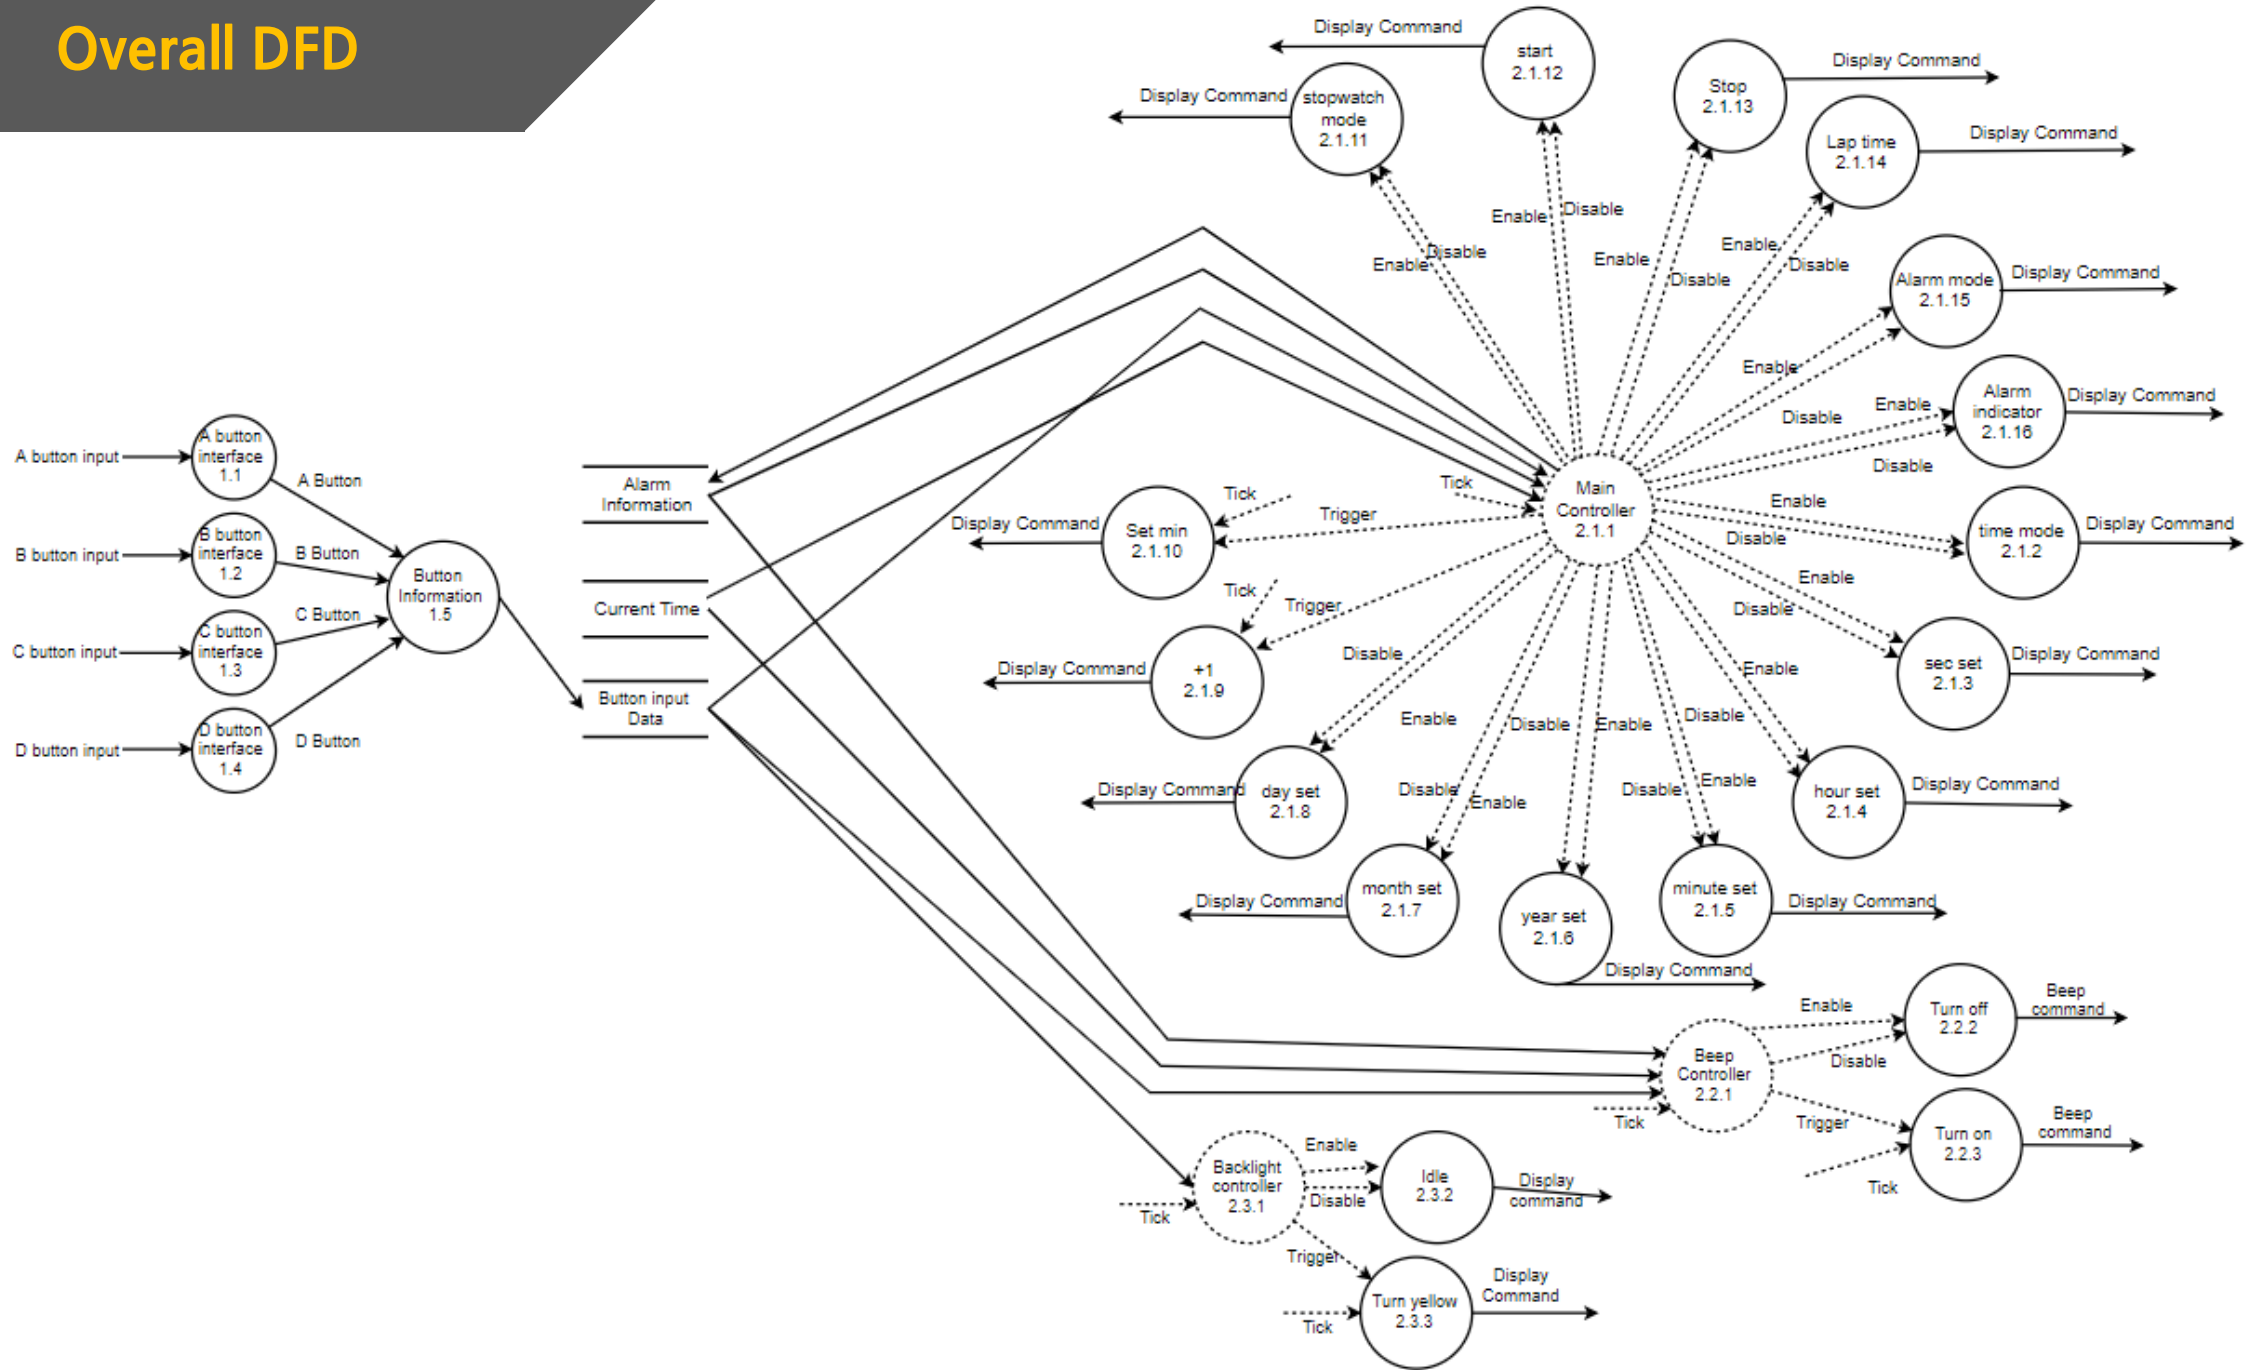 Overall DFD
Display Command
start
2.1.12
Display Command
stopwatch
mode
2.1.11
Stop
2.1.13
Display Command
Lap time
2.1.14
Display Command
Enable
Disable
Enable
Disable
Enable
Disable
Enable
Disable
Alarm mode
2.1.15
Display Command
Enable
Disable
Alarm
indicator
2.1.16
Display Command
Enable
Disable
A button input
A button
interface
1.1
A Button
B button input
B button
interface
1.2
B Button
C button input
C button
interface
1.3
C Button
D button input
D button
interface
1.4
D Button
Button
Information
1.5
Alarm
Information
Current Time
Button input
Data
Main
Controller
2.1.1
Tick
Tick
Trigger
Display Command
Set min
2.1.10
Enable
Disable
time mode
2.1.2
Display Command
Tick
Trigger
Display Command
+1
2.1.9
Enable
Disable
sec set
2.1.3
Display Command
Disable
Enable
Display Command
day set
2.1.8
Enable
Disable
hour set
2.1.4
Display Command
Disable
Enable
Display Command
month set
2.1.7
Disable
Enable
year set
2.1.6
Display Command
Disable
Enable
minute set
2.1.5
Display Command
Beep
Controller
2.2.1
Tick
Enable
Disable
Turn off
2.2.2
Beep
command
Trigger
Tick
Turn on
2.2.3
Beep
command
Backlight
controller
2.3.1
Tick
Enable
Disable
Idle
2.3.2
Display
command
Trigger
Tick
Turn yellow
2.3.3
Display
Command